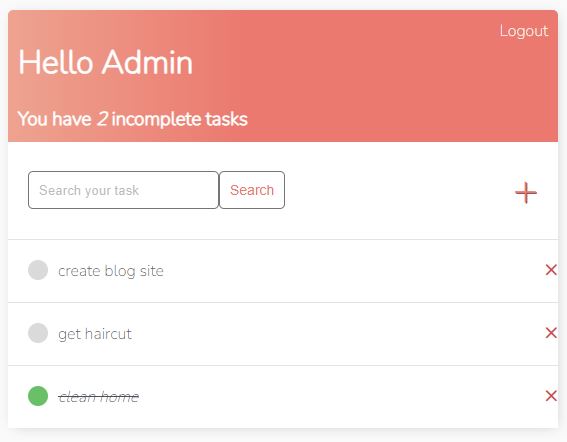 Logout
Hello Admin
You have 2 incomplete tasks
Search your task Search
create blog site
get haircut
clean home